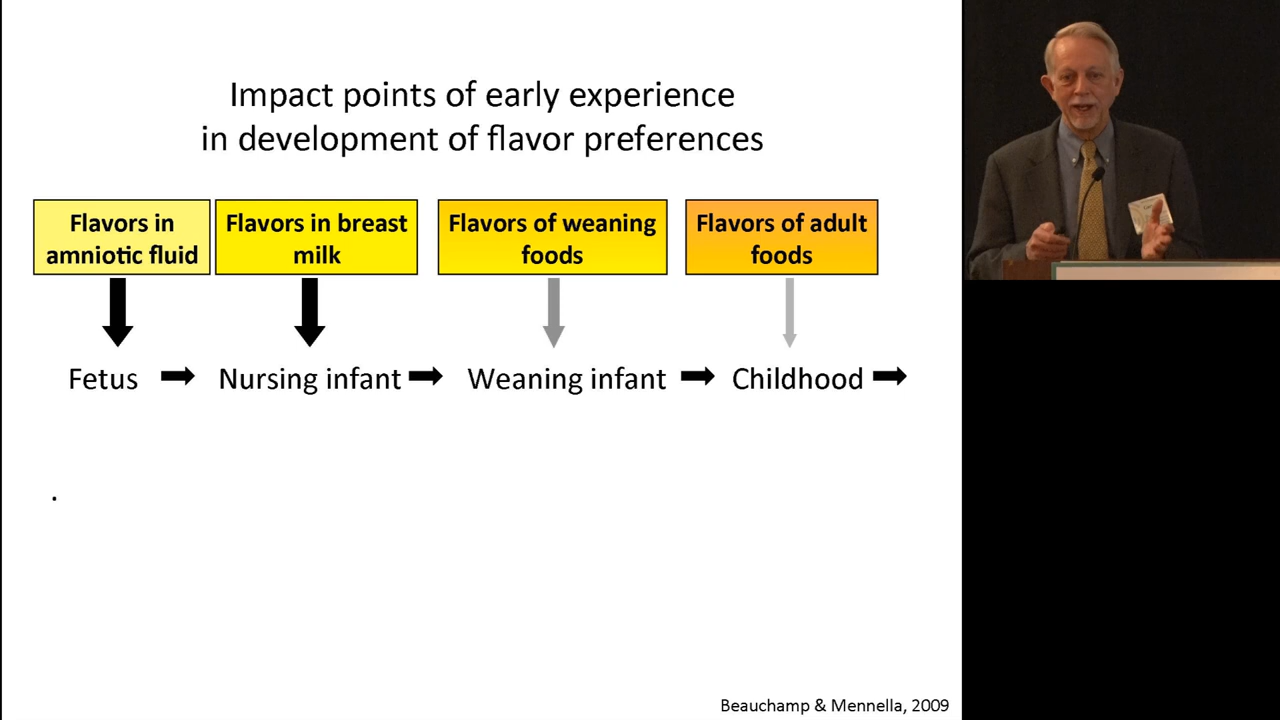 Impact points of early experience
in development of flavor preferences
Flavors in
amniotic fluid
Flavors in breast
milk
Flavors of weaning
foods
Flavors of adult
foods
Fetus
Nursing infant
Weaning infant
Childhood
.
Beauchamp & Mennella, 2009